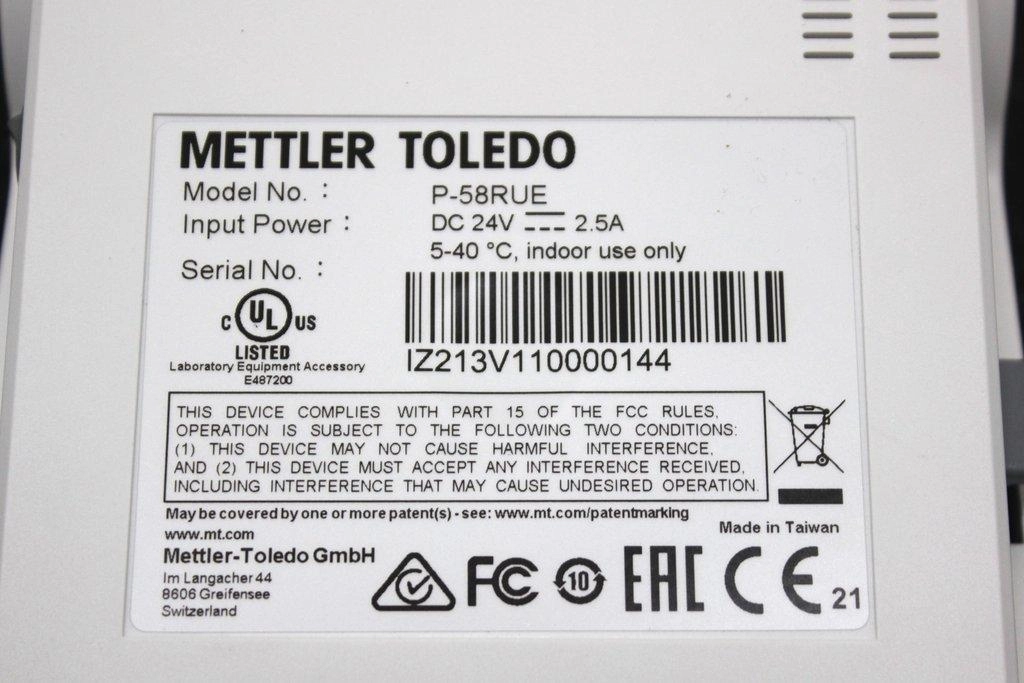 METTLER TOLEDO
Model No. : P-58RUE
Input Power : DC 24V 2.5A
5-40 °C, indoor use only
Serial No. :
C UL US
LISTED
Laboratory Equipment Accessory
E487200
IZ213V110000144
THIS DEVICE COMPLIES WITH PART 15 OF THE FCC RULES,
OPERATION IS SUBJECT TO THE FOLLOWING TWO CONDITIONS:
(1) THIS DEVICE MAY NOT CAUSE HARMFUL INTERFERENCE,
AND (2) THIS DEVICE MUST ACCEPT ANY INTERFERENCE RECEIVED,
INCLUDING INTERFERENCE THAT MAY CAUSE UNDESIRED OPERATION.
May be covered by one or more patent(s) - see: www.mt.com/patentmarking
Made in Taiwan
www.mt.com
Mettler-Toledo GmbH
Im Langacher 44
8606 Greifensee
Switzerland
FC 10 EAC CE 21